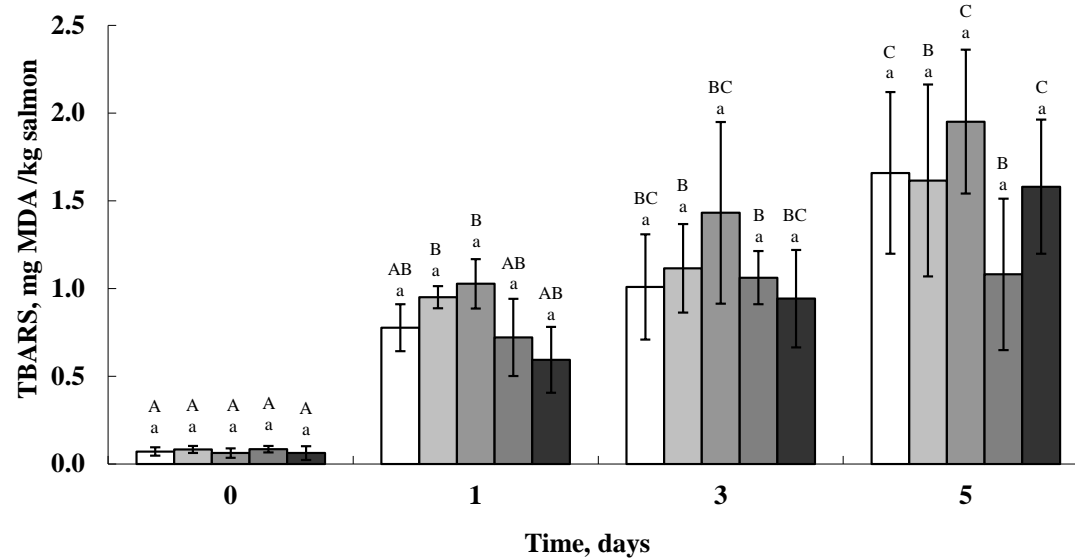 TBARS, mg MDA /kg salmon
2.5
2.0
1.5
1.0
0.5
0.0
A A A A A
a a a a a
AB B B AB AB
a a a a a
BC B BC B BC
a a a a a
C B C B C
a a a a a
0 1 3 5
Time, days